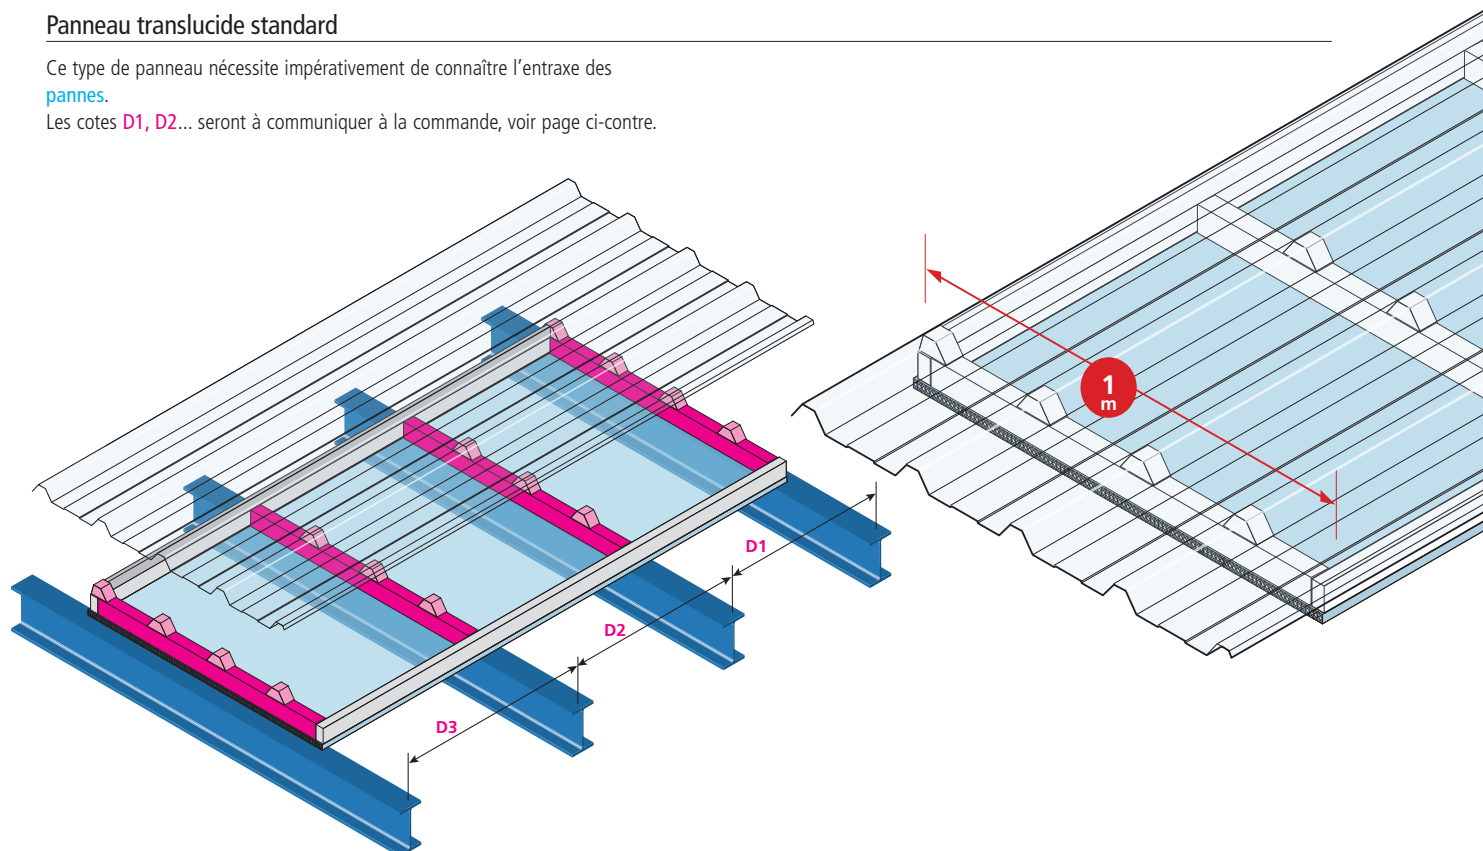 Panneau translucide standard
Ce type de panneau nécessite impérativement de connaître l’entraxe des
pannes.
Les cotes D1, D2... seront à communiquer à la commande, voir page ci-contre.
1
m
D1
D2
D3